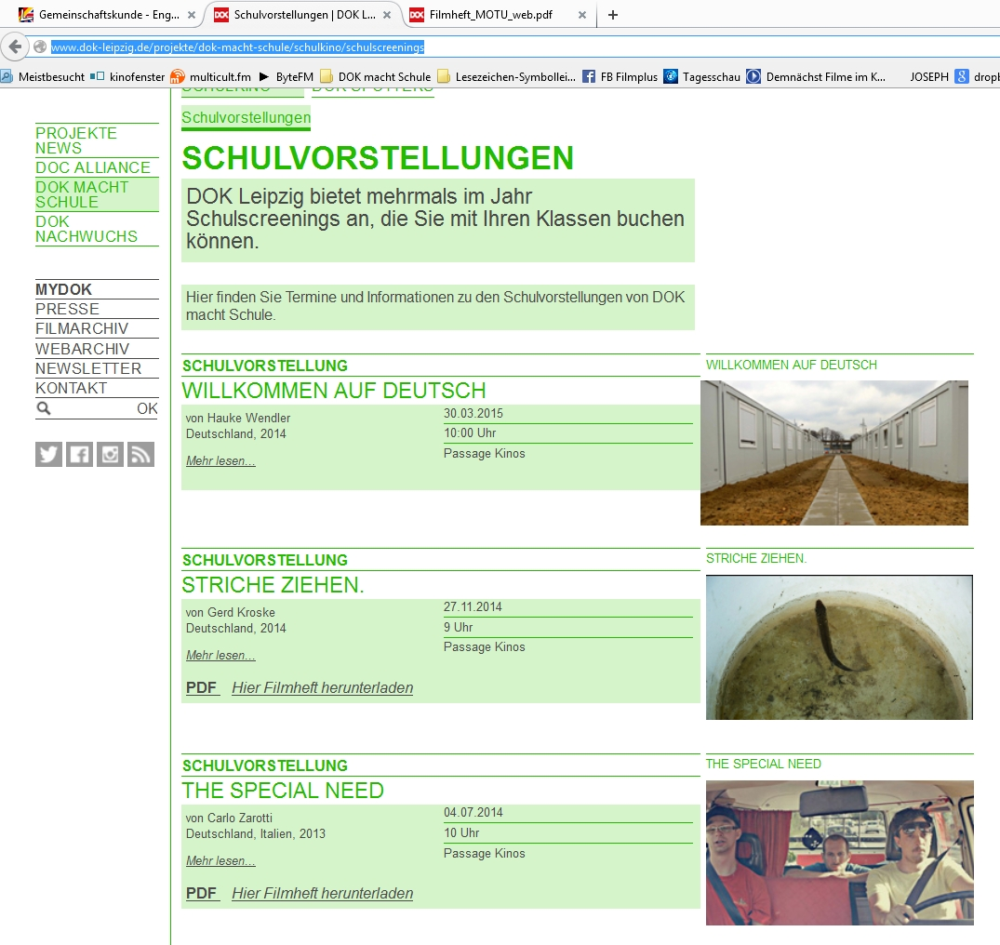 Gemeinschaftskunde - Eng...
Schulvorstellungen | DOK L...
Filmheft_MOTU_web.pdf
www.dok-leipzig.de/projekte/dok-macht-schule/schulkino/schulscreenings
Meistbesucht kinofenster multicult.fm ByteFM DOK macht Schule Lesezeichen-Symbollei... FB Filmplus Tagesschau Demnächst Filme im K... JOSEPH dropb
SCHULKINO DOK SPOTTERS
Schulvorstellungen
PROJEKTE
NEWS
DOC ALLIANCE
DOK MACHT
SCHULE
DOK
NACHWUCHS
MYDOK
PRESSE
FILMARCHIV
WEBARCHIV
NEWSLETTER
KONTAKT
OK
SCHULVORSTELLUNGEN
DOK Leipzig bietet mehrmals im Jahr
Schulscreenings an, die Sie mit Ihren Klassen buchen
können.
Hier finden Sie Termine und Informationen zu den Schulvorstellungen von DOK
macht Schule.
SCHULVORSTELLUNG
WILLKOMMEN AUF DEUTSCH
von Hauke Wendler
Deutschland, 2014
Mehr lesen...
30.03.2015
10:00 Uhr
Passage Kinos
WILLKOMMEN AUF DEUTSCH
SCHULVORSTELLUNG
STRICHE ZIEHEN.
von Gerd Kroske
Deutschland, 2014
Mehr lesen...
27.11.2014
9 Uhr
Passage Kinos
PDF Hier Filmheft herunterladen
STRICHE ZIEHEN.
SCHULVORSTELLUNG
THE SPECIAL NEED
von Carlo Zarotti
Deutschland, Italien, 2013
Mehr lesen...
04.07.2014
10 Uhr
Passage Kinos
PDF Hier Filmheft herunterladen
THE SPECIAL NEED